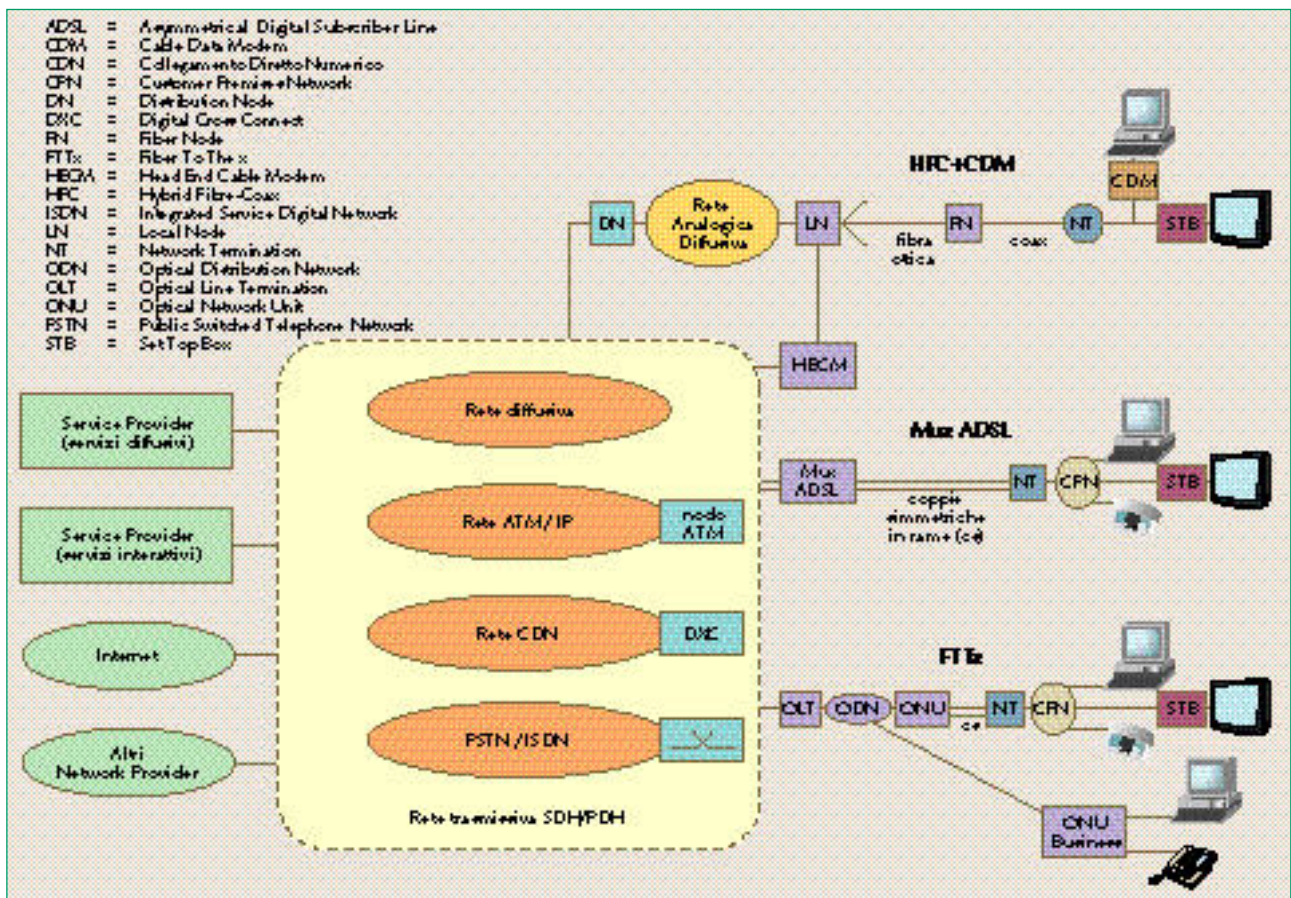 ADSL = Asymmetrical Digital Subscriber Line
CDM = Cable Data Modem
CDN = Collegamento Diretto Numerico
CPN = Customer Premise Network
DN = Distribution Node
DXC = Digital Cross Connect
FN = Fiber Node
FTTx = Fiber To The x
HECM = Head End Cable Modem
HFC = Hybrid Fibre-Coax
ISDN = Integrated Service Digital Network
LN = Local Node
NT = Network Termination
ODN = Optical Distribution Network
OLT = Optical Line Termination
ONU = Optical Network Unit
PSTN = Public Switched Telephone Network
STB = Set Top Box
HFC+CDM
CDM
DN
Rete
Analogica
Diffusiva
LN
fibra
ottica
FN
coax
NT
STB
HECM
Service Provider
(servizi diffusivi)
Service Provider
(servizi interattivi)
Internet
Altri
Network Provider
Rete diffusiva
Rete ATM/IP
nodo
ATM
Rete CDN
DXC
PSTN/ISDN
Rete trasmissiva SDH/PDH
Mux ADSL
Mux
ADSL
coppie
simmetriche
in rame (cs)
NT
CPN
STB
FTTx
OLT
ODN
ONU
cs
NT
CPN
STB
ONU
Business